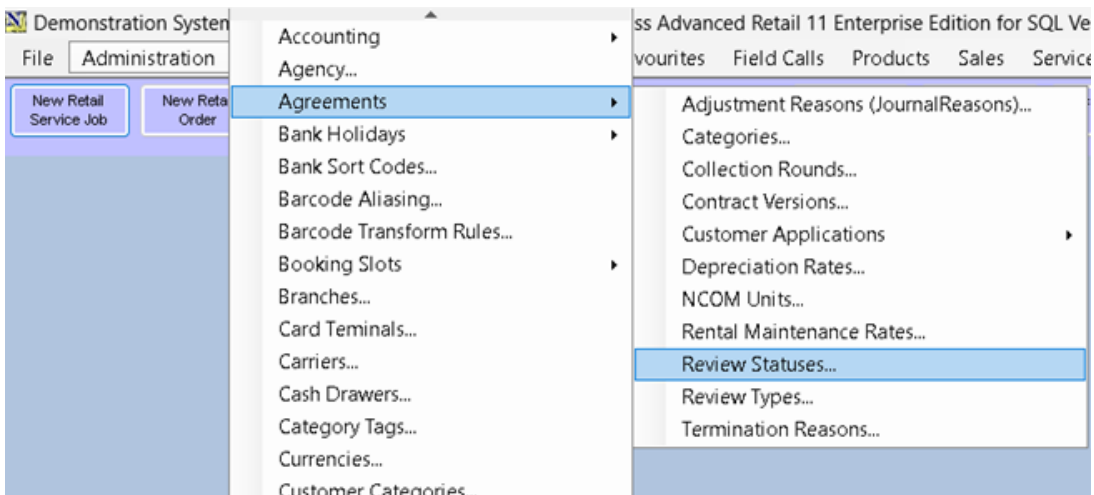 Demonstration System
ss Advanced Retail 11 Enterprise Edition for SQL Ve
File Administration
vourites Field Calls Products Sales Service
New Retail
Service Job
New Reta
Order
Accounting
Agency...
Agreements
Bank Holidays
Bank Sort Codes...
Barcode Aliasing...
Barcode Transform Rules...
Booking Slots
Branches...
Card Teminals...
Carriers...
Cash Drawers...
Category Tags...
Currencies...
Customer Categories...
Adjustment Reasons (JournalReasons)...
Categories...
Collection Rounds...
Contract Versions...
Customer Applications
Depreciation Rates...
NCOM Units...
Rental Maintenance Rates...
Review Statuses...
Review Types...
Termination Reasons...